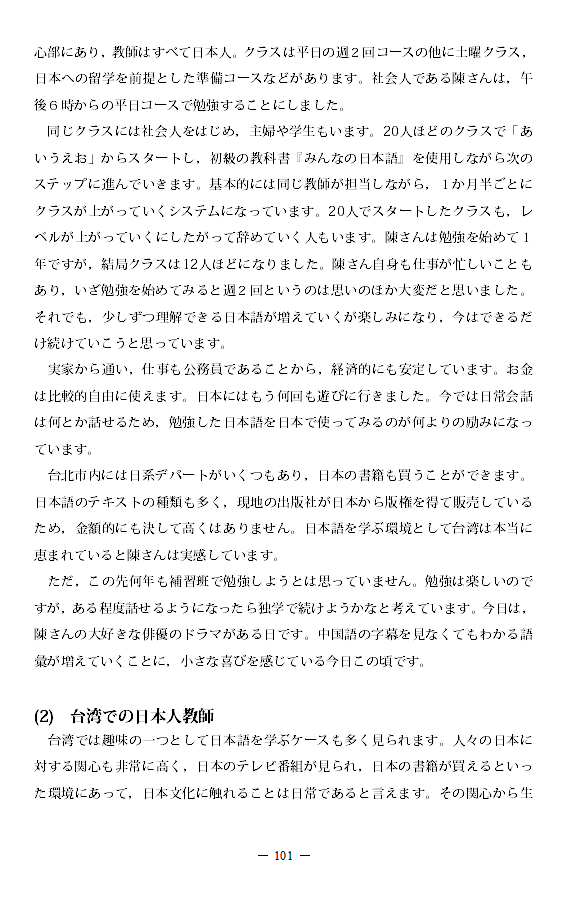 心部にあり，教師はすべて日本人。クラスは平日の週２回コースの他に土曜クラス，
日本への留学を前提とした準備コースなどがあります。社会人である陳さんは，午
後６時からの平日コースで勉強することにしました。
同じクラスには社会人をはじめ，主婦や学生もいます。20人ほどのクラスで「あ
いうえお」からスタートし，初級の教科書『みんなの日本語』を使用しながら次の
ステップに進んでいきます。基本的には同じ教師が担当しながら，１か月半ごとに
クラスが上がっていくシステムになっています。20人でスタートしたクラスも，レ
ベルが上がっていくにしたがって辞めていく人もいます。陳さんは勉強を始めて１
年ですが，結局クラスは12人ほどになりました。陳さん自身も仕事が忙しいことも
あり，いざ勉強を始めてみると週２回というのは思いのほか大変だと思いました。
それでも，少しずつ理解できる日本語が増えていくが楽しみになり，今はできるだ
け続けていこうと思っています。
実家から通い，仕事も公務員であることから，経済的にも安定しています。お金
は比較的自由に使えます。日本にはもう何回も遊びに行きました。今では日常会話
は何とか話せるため，勉強した日本語を日本で使ってみるのが何よりの励みになっ
ています。
台北市内には日系デパートがいくつもあり，日本の書籍も買うことができます。
日本語のテキストの種類も多く，現地の出版社が日本から版権を得て販売している
ため，金額的にも決して高くはありません。日本語を学ぶ環境として台湾は本当に
恵まれていると陳さんは実感しています。
ただ，この先何年も補習班で勉強しようとは思っていません。勉強は楽しいので
すが，ある程度話せるようになったら独学で続けようかなと考えています。今日は，
陳さんの大好きな俳優のドラマがある日です。中国語の字幕を見なくてもわかる語
彙が増えていくことに，小さな喜びを感じている今日この頃です。
(2)　台湾での日本人教師
台湾では趣味の一つとして日本語を学ぶケースも多く見られます。人々の日本に
対する関心も非常に高く，日本のテレビ番組が見られ，日本の書籍が買えるといっ
た環境にあって，日本文化に触れることは日常であると言えます。その関心から生
― 101 ―